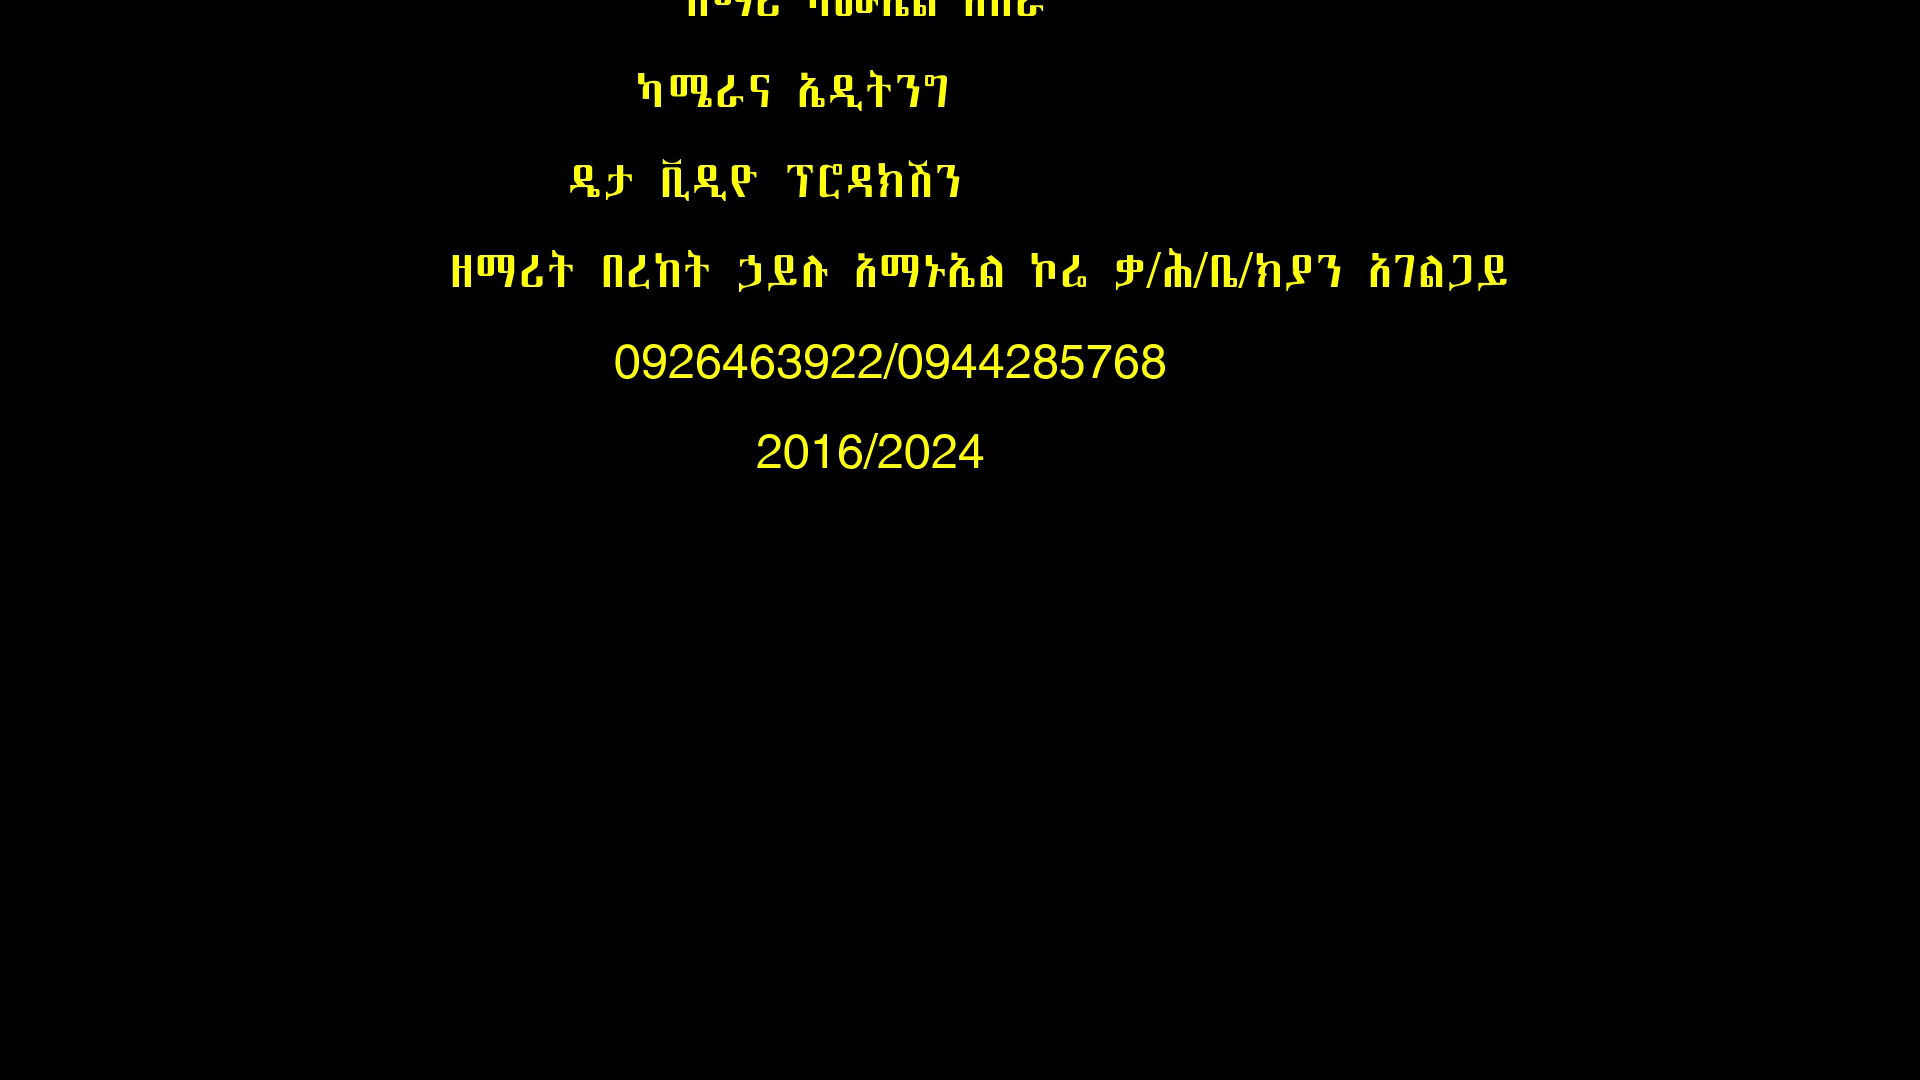 ካሜራና ኤዲትንግ
ዴታ ቪዲዮ ፕሮዳክሽን
ዘማሪት በረከት ኃይሉ አማኑኤል ኮሬ ቃ/ሕ/ቤ/ክያን አገልጋይ
0926463922/0944285768
2016/2024